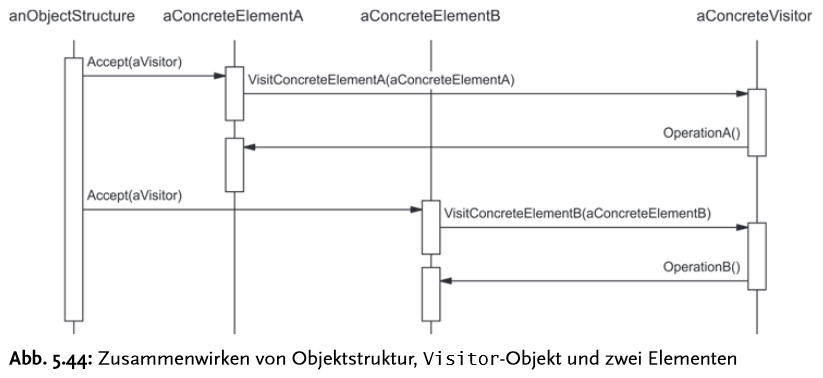 anObjectStructure aConcreteElementA aConcreteElementB aConcreteVisitor
Accept(aVisitor)
VisitConcreteElementA(aConcreteElementA)
OperationA()
Accept(aVisitor)
VisitConcreteElementB(aConcreteElementB)
OperationB()
Abb. 5.44: Zusammenwirken von Objektstruktur, Visitor-Objekt und zwei Elementen